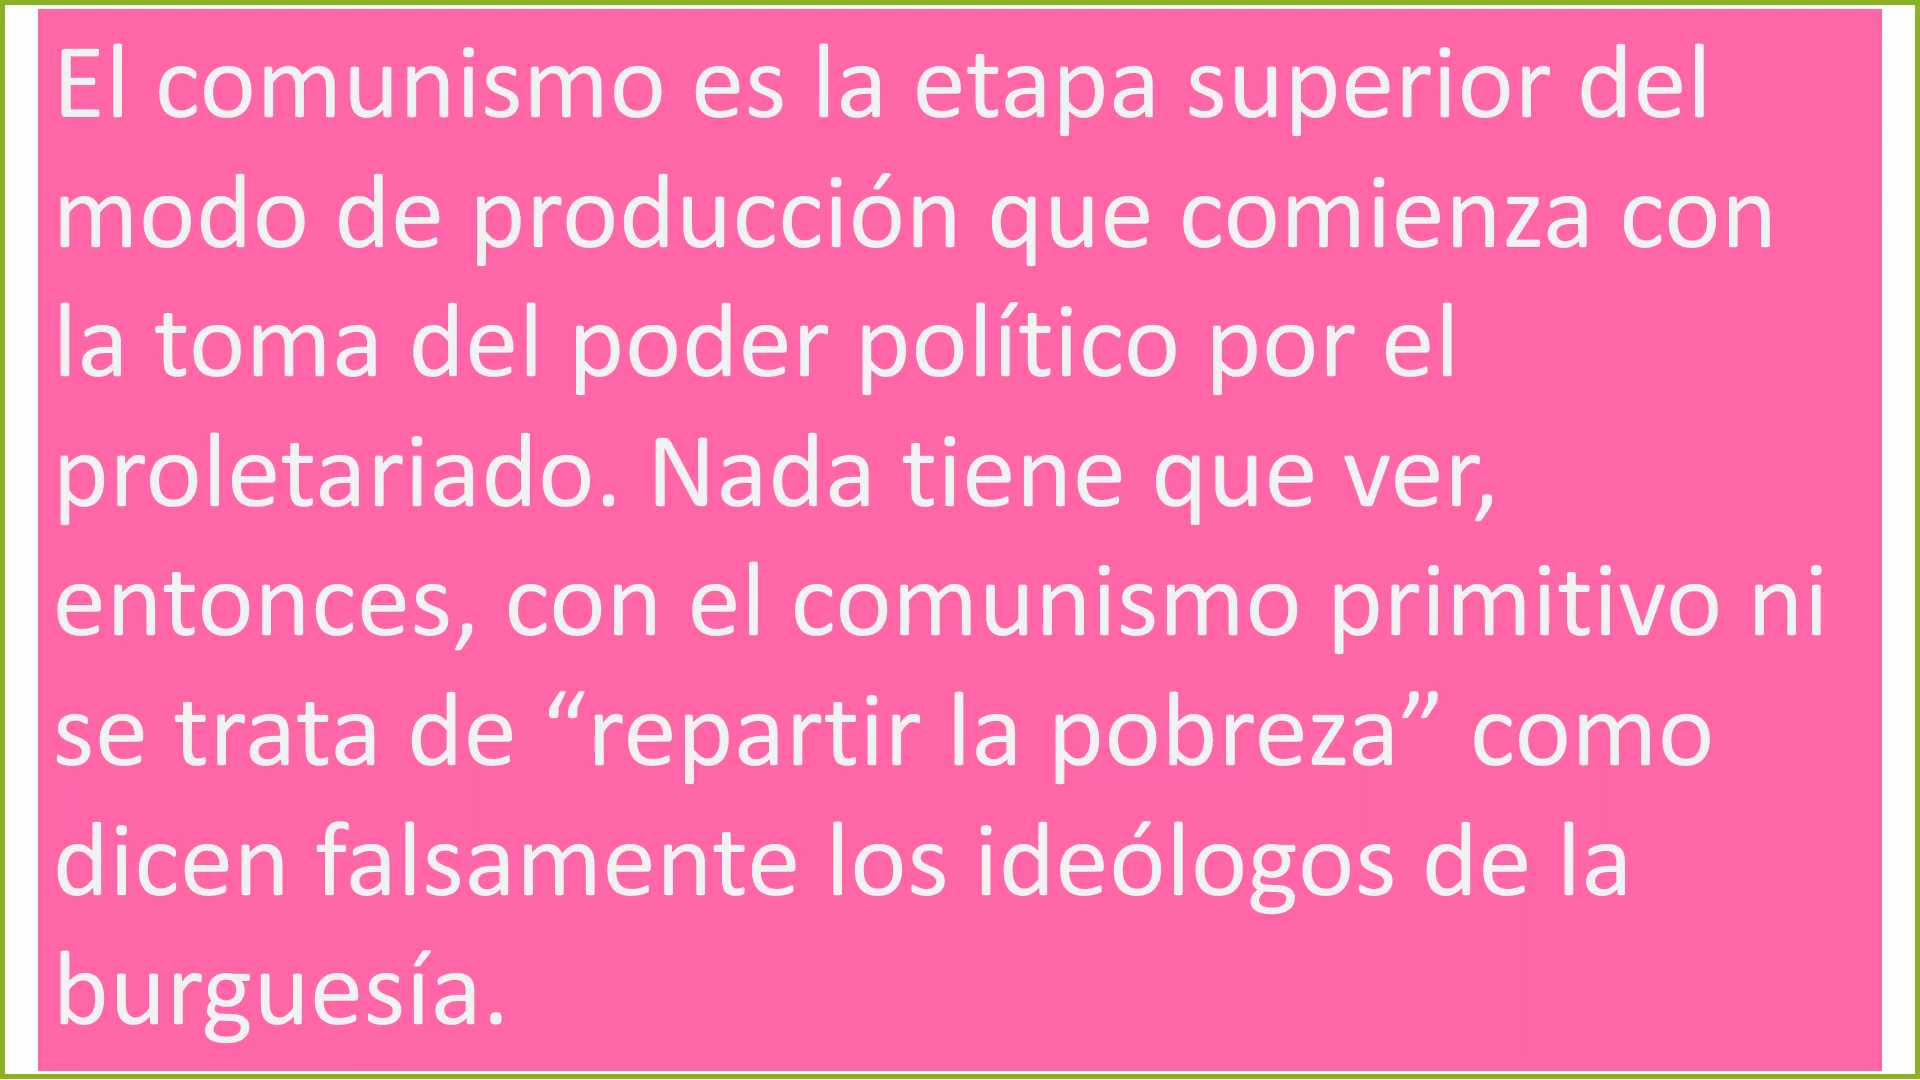 El comunismo es la etapa superior del
modo de producción que comienza con
la toma del poder político por el
proletariado. Nada tiene que ver,
entonces, con el comunismo primitivo ni
se trata de “repartir la pobreza” como
dicen falsamente los ideólogos de la
burguesía.